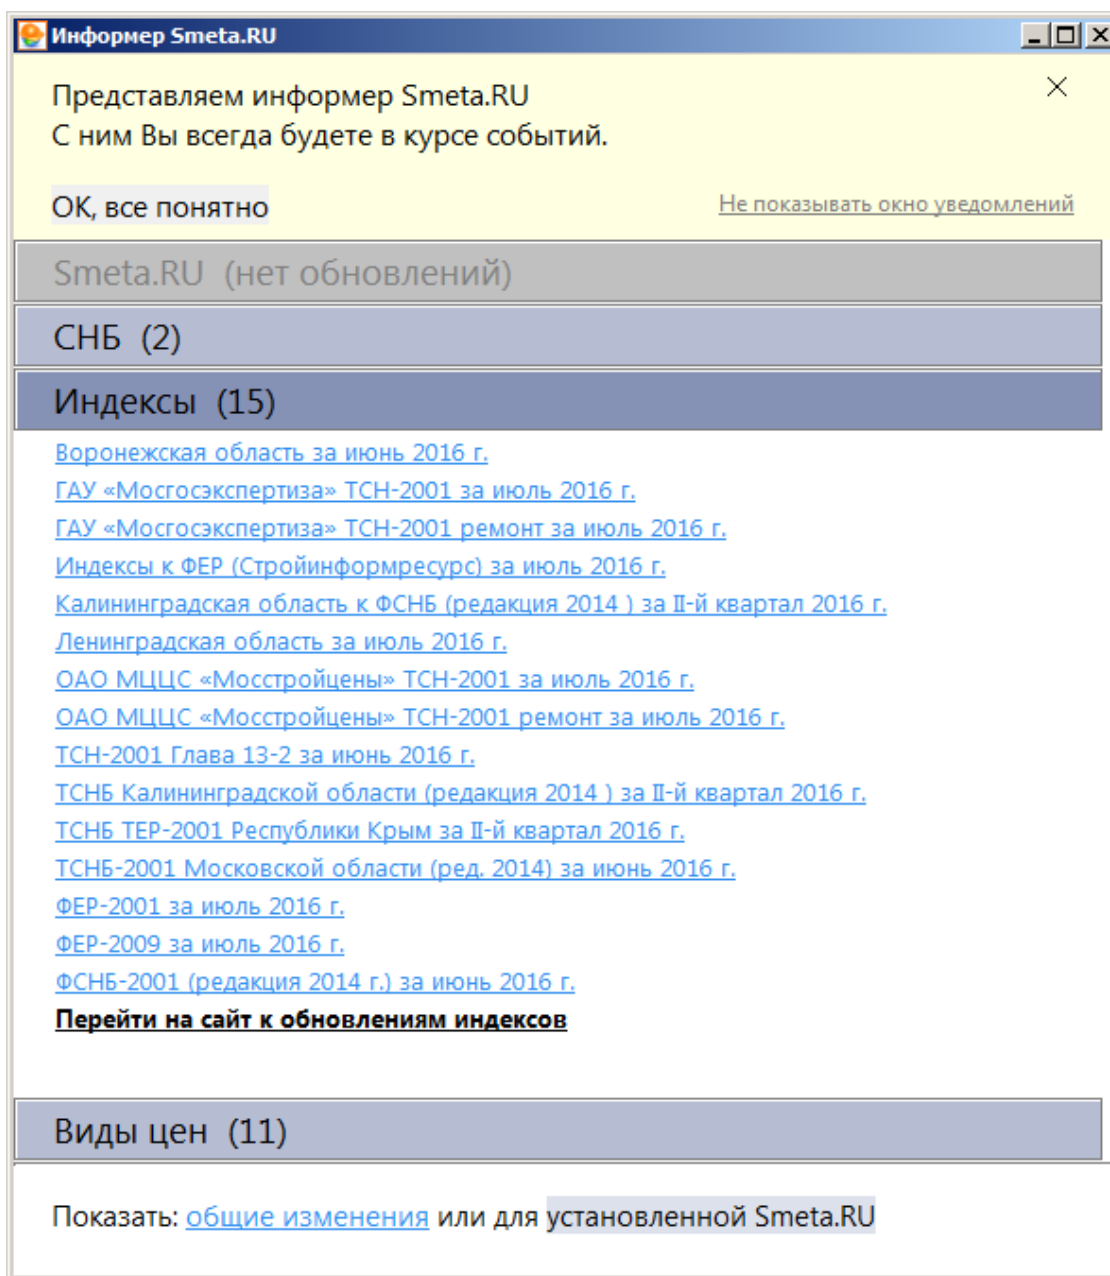 Информер Smeta.RU
Представляем информер Smeta.RU
С ним Вы всегда будете в курсе событий.
ОК, все понятно
Не показывать окно уведомлений
Smeta.RU (нет обновлений)
СНБ (2)
Индексы (15)
Воронежская область за июнь 2016 г.
ГАУ «Мосгосэкспертиза» ТСН-2001 за июль 2016 г.
ГАУ «Мосгосэкспертиза» ТСН-2001 ремонт за июль 2016 г.
Индексы к ФЕР (Стройинформресурс) за июль 2016 г.
Калининградская область к ФСНБ (редакция 2014 ) за II-й квартал 2016 г.
Ленинградская область за июль 2016 г.
ОАО МЦЦС «Мосстройцены» ТСН-2001 за июль 2016 г.
ОАО МЦЦС «Мосстройцены» ТСН-2001 ремонт за июль 2016 г.
ТСН-2001 Глава 13-2 за июнь 2016 г.
ТСНБ Калининградской области (редакция 2014 ) за II-й квартал 2016 г.
ТСНБ ТЕР-2001 Республики Крым за II-й квартал 2016 г.
ТСНБ-2001 Московской области (ред. 2014) за июнь 2016 г.
ФЕР-2001 за июль 2016 г.
ФЕР-2009 за июль 2016 г.
ФСНБ-2001 (редакция 2014 г.) за июнь 2016 г.
Перейти на сайт к обновлениям индексов
Виды цен (11)
Показать: общие изменения или для установленной Smeta.RU